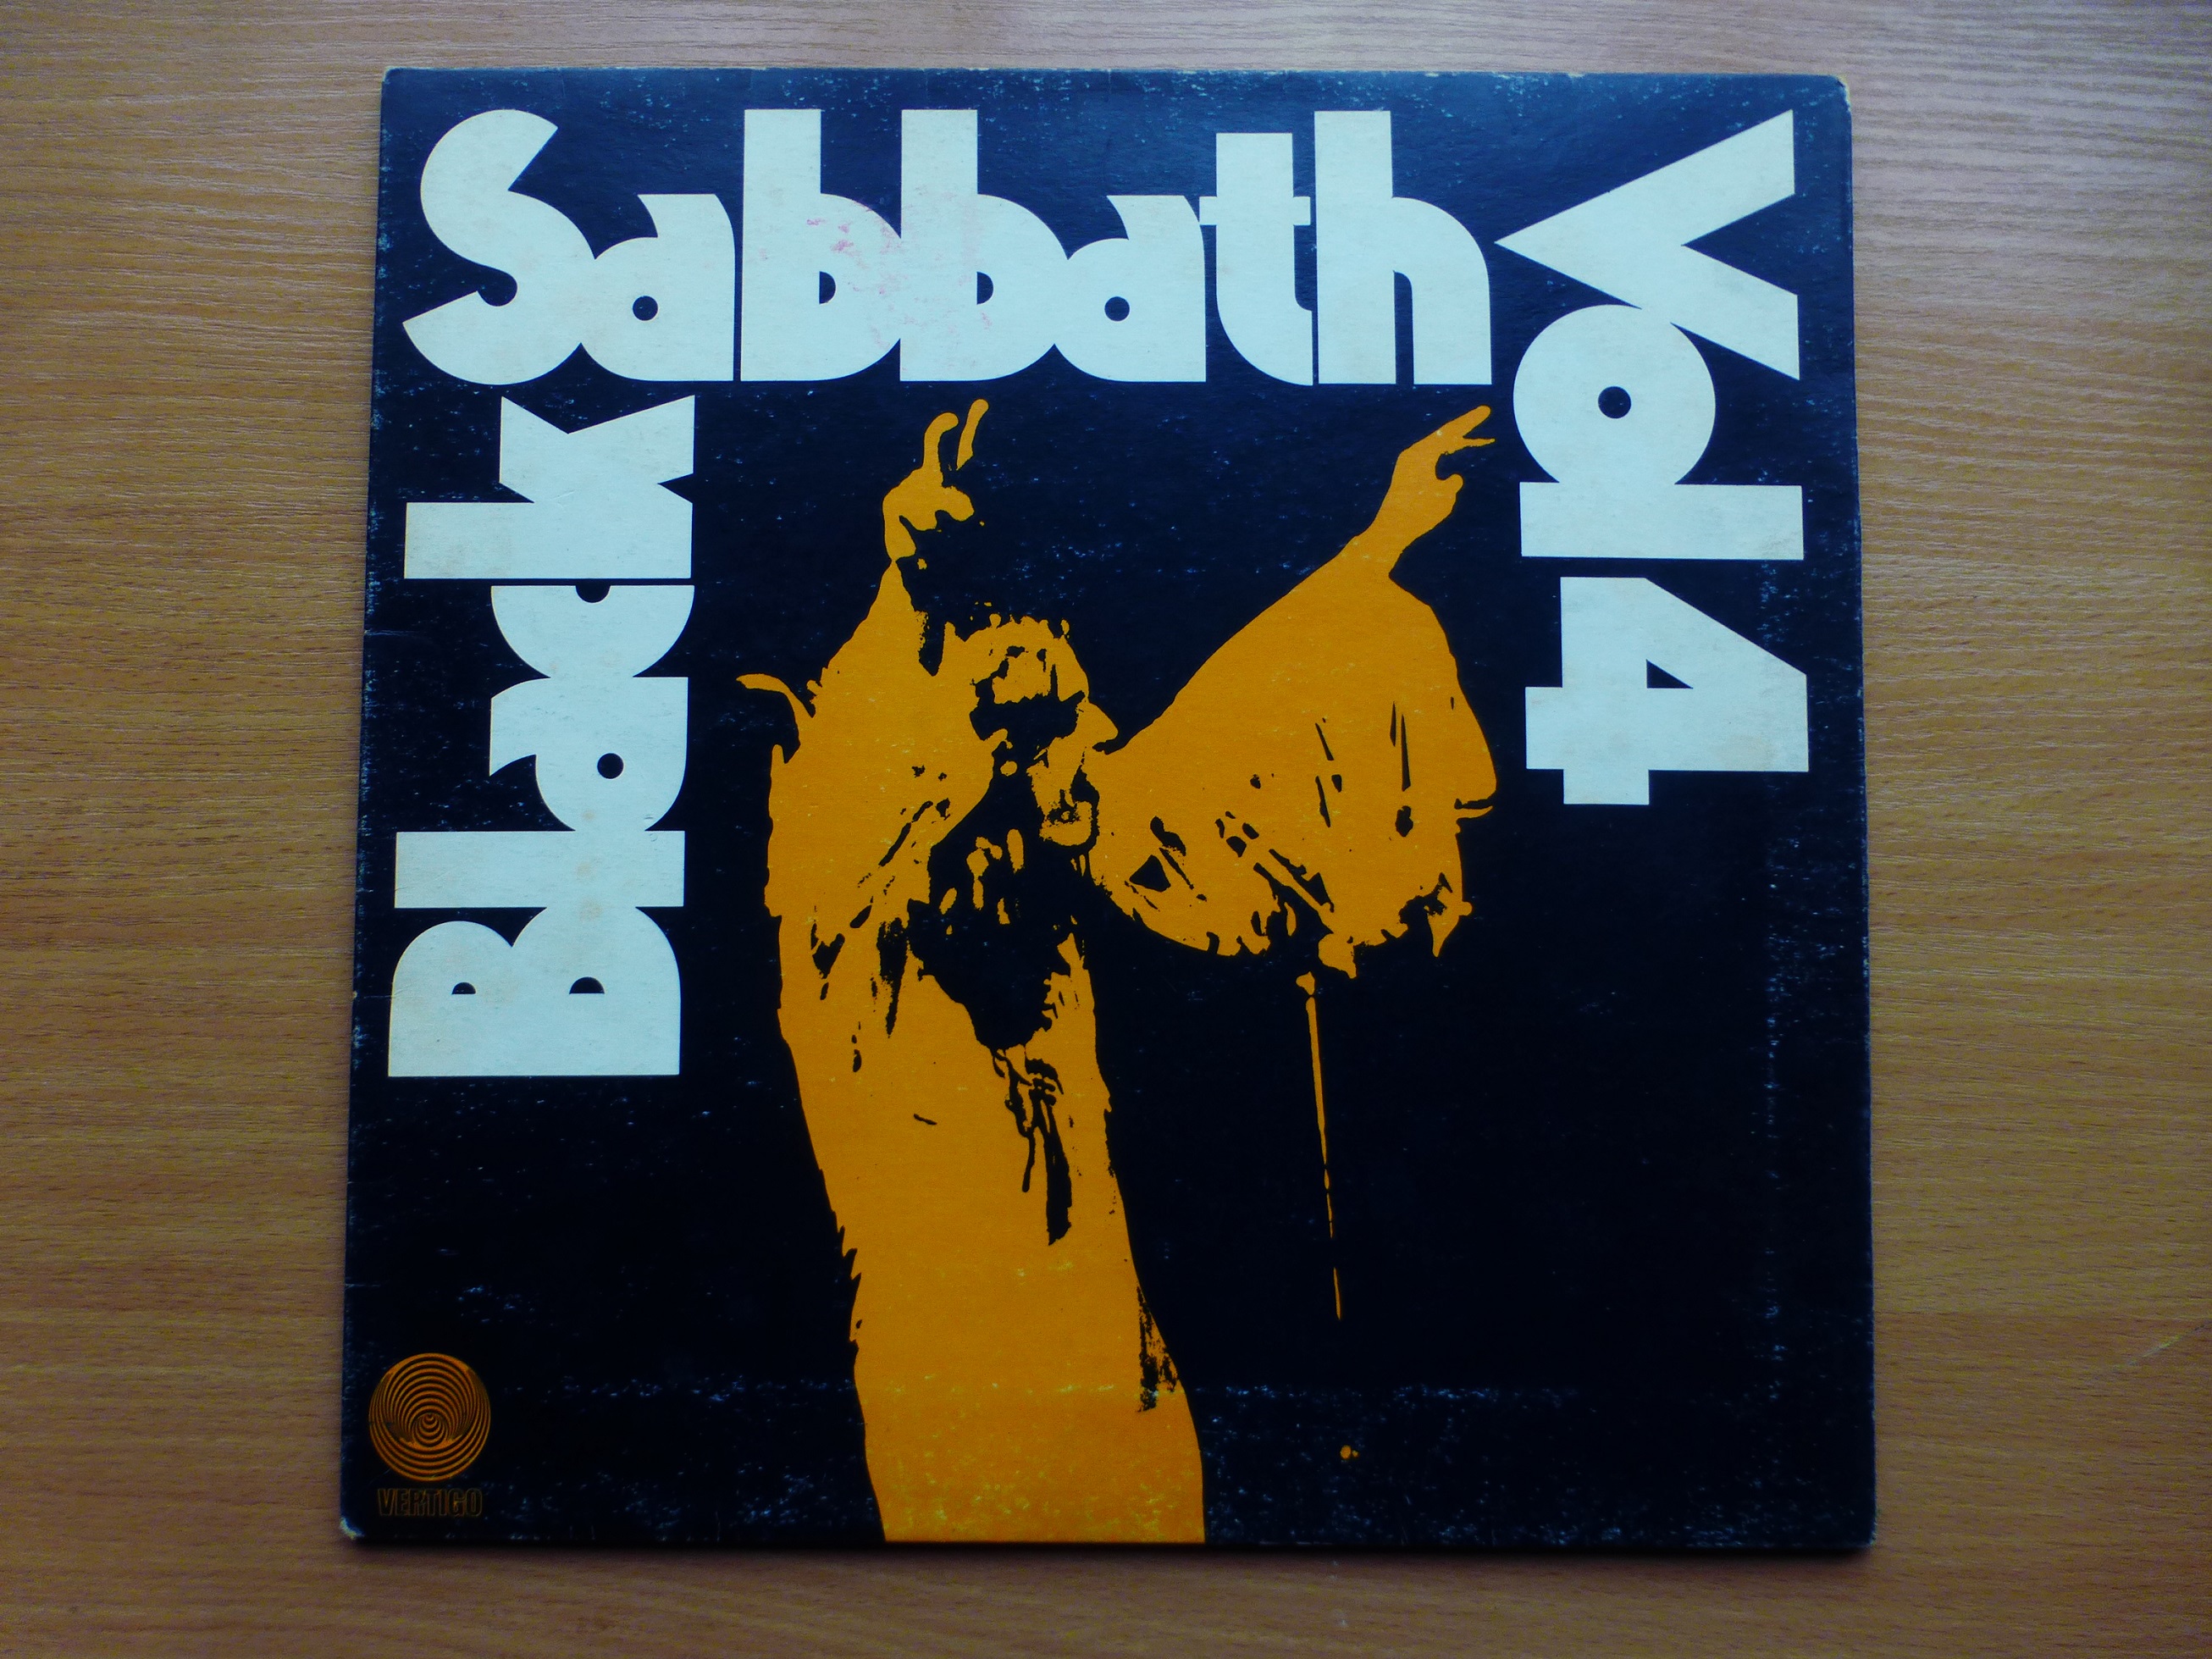 Black
Sabbath
Vol 4
VERTIGO